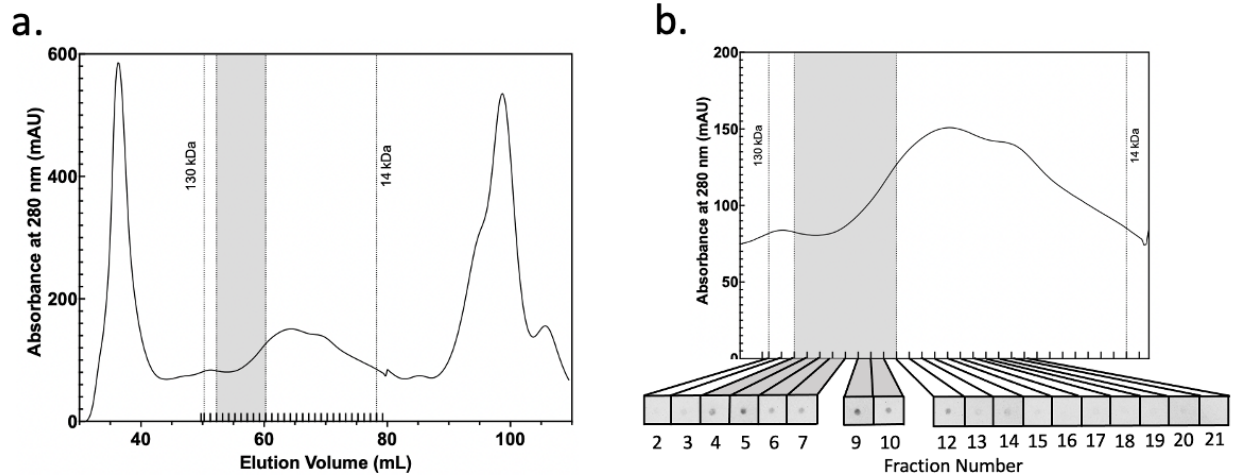 a.
600
400
200
0
Absorbance at 280 nm (mAU)
130 kDa
14 kDa
40 60 80 100
Elution Volume (mL)
b.
200
150
100
50
0
Absorbance at 280 nm (mAU)
130 kDa
14 kDa
2 3 4 5 6 7 9 10 12 13 14 15 16 17 18 19 20 21
Fraction Number